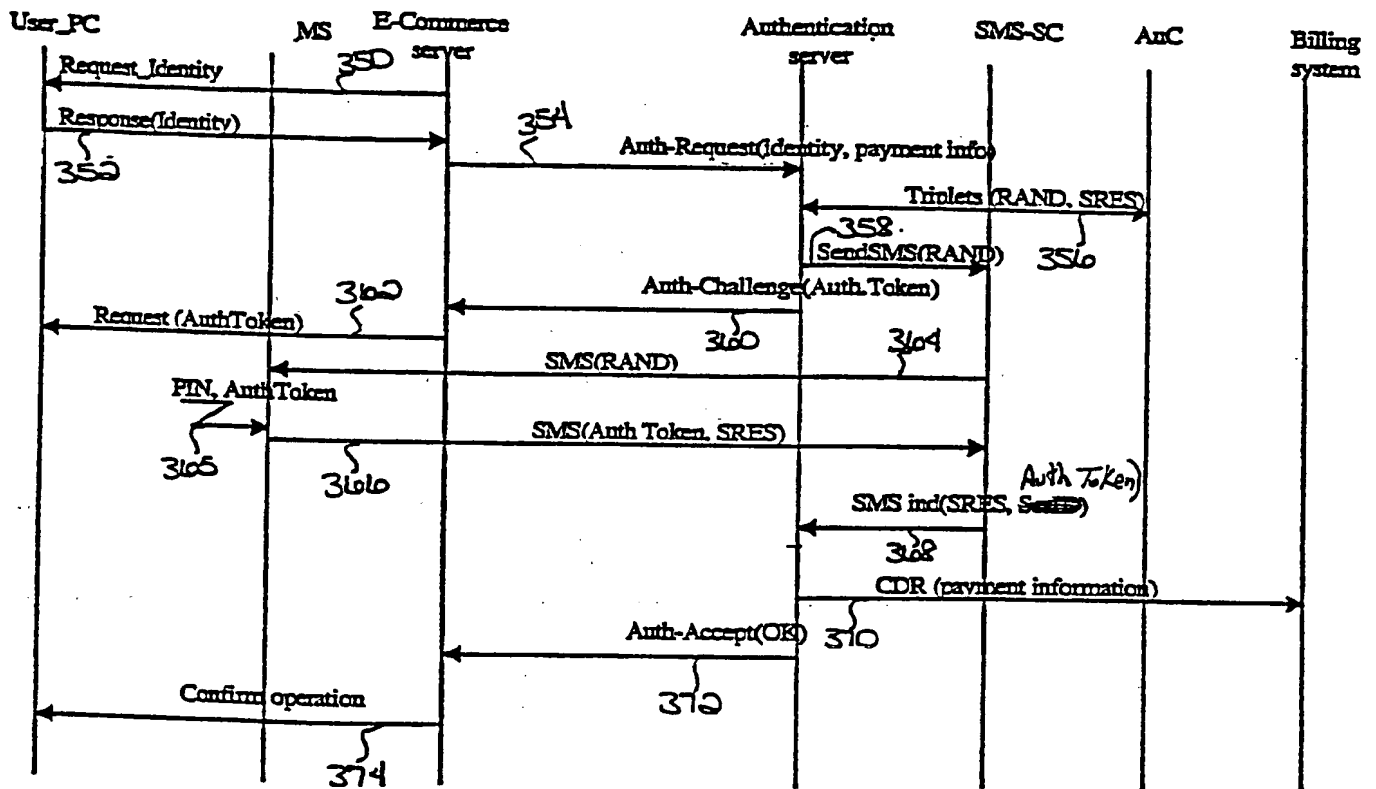 User_PC
MS
E-Commerce
server
Authentication
server
SMS-SC
AuC
Billing
system
Request_Identity
350
Response(Identity)
352
354
Auth-Request(Identity, payment info)
Triplets (RAND, SRES)
356
358
SendSMS(RAND)
Auth-Challenge(Auth.Token)
360
362
Request (AuthToken)
364
SMS(RAND)
PIN, AuthToken
365
SMS(Auth Token, SRES)
366
Auth Token)
SMS ind(SRES, )
368
CDR (payment information)
370
Auth-Accept(OK)
372
Confirm operation
374